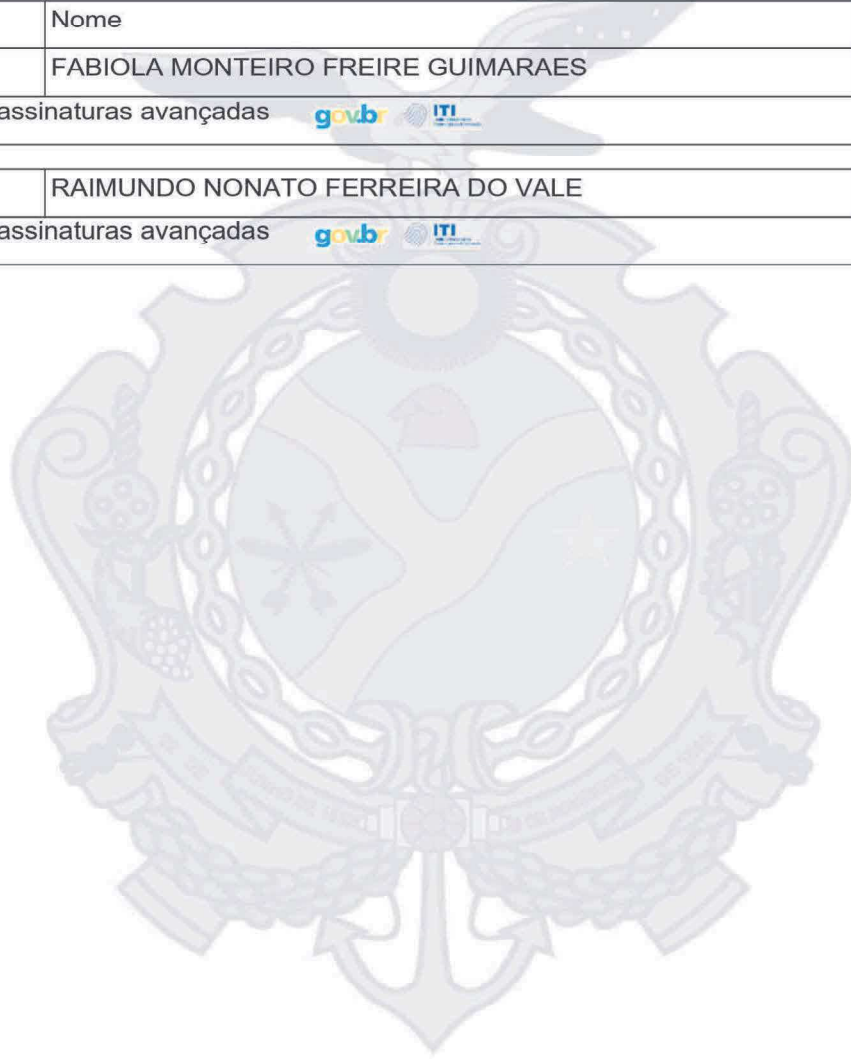 Nome
FABIOLA MONTEIRO FREIRE GUIMARAES
assinaturas avançadas gov.br ITI
RAIMUNDO NONATO FERREIRA DO VALE
assinaturas avançadas gov.br ITI